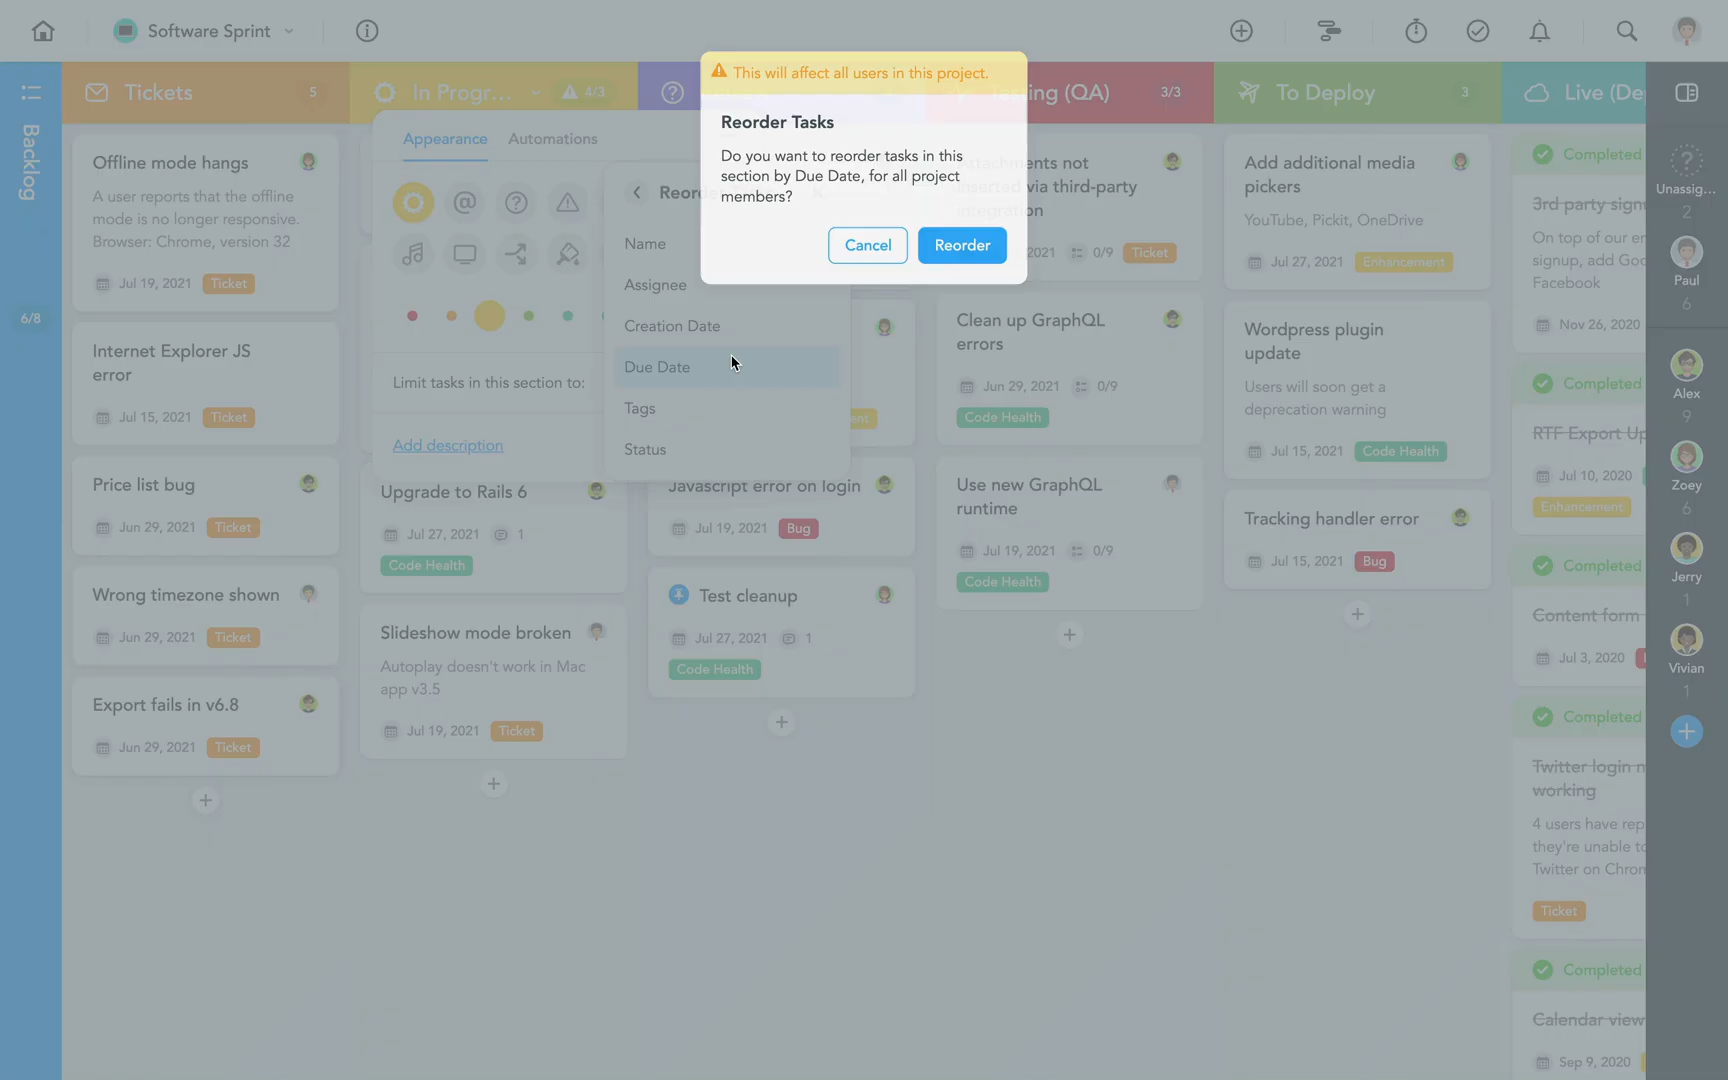 Software Sprint
Backlog
6/8
Tickets
5
Offline mode hangs
A user reports that the offline
mode is no longer responsive.
Browser: Chrome, version 32
Jul 19, 2021
Ticket
Internet Explorer JS
error
Jul 15, 2021
Ticket
Price list bug
Jun 29, 2021
Ticket
Wrong timezone shown
Jun 29, 2021
Ticket
Export fails in v6.8
Jun 29, 2021
Ticket
In Progr...
4/3
Appearance
Automations
Limit tasks in this section to:
Add description
Upgrade to Rails 6
Jul 27, 2021
1
Code Health
Slideshow mode broken
Autoplay doesn't work in Mac
app v3.5
Jul 19, 2021
Ticket
Name
Assignee
Creation Date
Due Date
Tags
Status
This will affect all users in this project.
Reorder Tasks
Do you want to reorder tasks in this
section by Due Date, for all project
members?
Cancel
Reorder
Javascript error on login
Jul 19, 2021
Bug
Test cleanup
Jul 27, 2021
1
Code Health
(QA)
3/3
not
via third-party
2021
0/9
Ticket
Clean up GraphQL
errors
Jun 29, 2021
0/9
Code Health
Use new GraphQL
runtime
Jul 19, 2021
0/9
Code Health
To Deploy
3
Add additional media
pickers
YouTube, Pickit, OneDrive
Jul 27, 2021
Enhancement
Wordpress plugin
update
Users will soon get a
deprecation warning
Jul 15, 2021
Code Health
Tracking handler error
Jul 15, 2021
Bug
Live (De
Completed
3rd party sign
On top of our
signup, add
Facebook
Nov 26, 2020
Completed
RTF Export
Jul 10, 2020
Enhancement
Completed
Content form
Jul 3, 2020
Completed
Twitter login
working
4 users have
they're unable
Twitter on
Ticket
Completed
Calendar view
Sep 9, 2020
Unassig...
2
Paul
6
Alex
9
Zoey
6
Jerry
1
Vivian
1